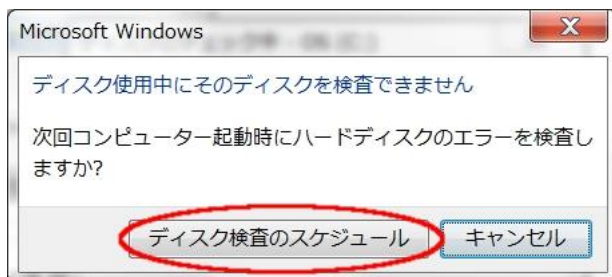 Microsoft Windows
ディスク使用中にそのディスクを検査できません
次回コンピューター起動時にハードディスクのエラーを検査し
ますか?
ディスク検査のスケジュール
キャンセル